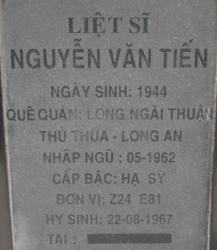 LIỆT SĨ
NGUYỄN VĂN TIẾN
NGÀY SINH: 1944
QUÊ QUÁN: LONG NGÃI THUẬN
THỦ THỪA - LONG AN
NHẬP NGŨ : 05-1962
CẤP BẬC: HẠ SỸ
ĐƠN VỊ: Z24 E81
HY SINH: 22-08-1967
TẠI :